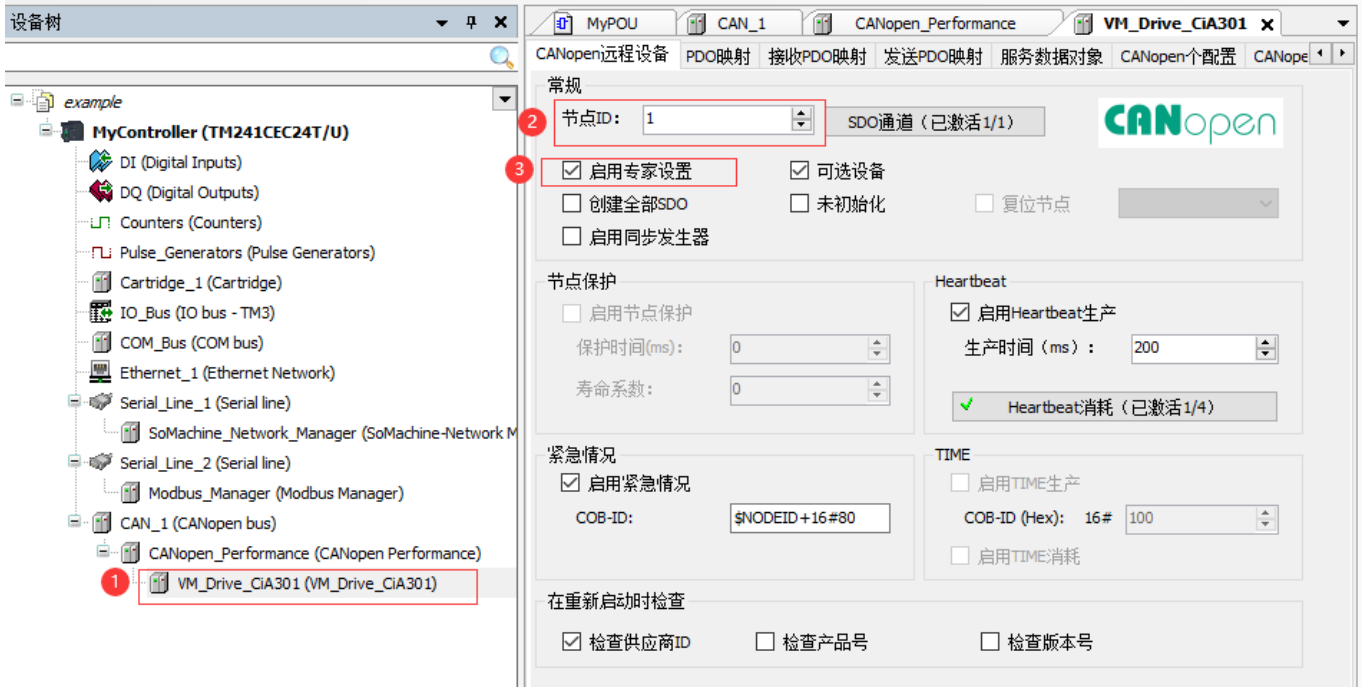 设备树
example
MyController (TM241CEC24T/U)
DI (Digital Inputs)
DQ (Digital Outputs)
Counters (Counters)
Pulse_Generators (Pulse Generators)
Cartridge_1 (Cartridge)
IO_Bus (IO bus - TM3)
COM_Bus (COM bus)
Ethernet_1 (Ethernet Network)
Serial_Line_1 (Serial line)
SoMachine_Network_Manager (SoMachine-Network M
Serial_Line_2 (Serial line)
Modbus_Manager (Modbus Manager)
CAN_1 (CANopen bus)
CANopen_Performance (CANopen Performance)
1 VM_Drive_CiA301 (VM_Drive_CiA301)
MyPOU CAN_1 CANopen_Performance VM_Drive_CiA301
CANopen远程设备 PDO映射 接收PDO映射 发送PDO映射 服务数据对象 CANopen个配置 CANope
常规
2 节点ID: 1 SDO通道（已激活1/1） CANopen
3 启用专家设置 可选设备
创建全部SDO 未初始化 复位节点
启用同步发生器
节点保护
启用节点保护
保护时间(ms): 0
寿命系数: 0
Heartbeat
启用Heartbeat生产
生产时间（ms）: 200
Heartbeat消耗（已激活1/4）
紧急情况
启用紧急情况
COB-ID: $NODEID+16#80
TIME
启用TIME生产
COB-ID (Hex): 16# 100
启用TIME消耗
在重新启动时检查
检查供应商ID 检查产品号 检查版本号